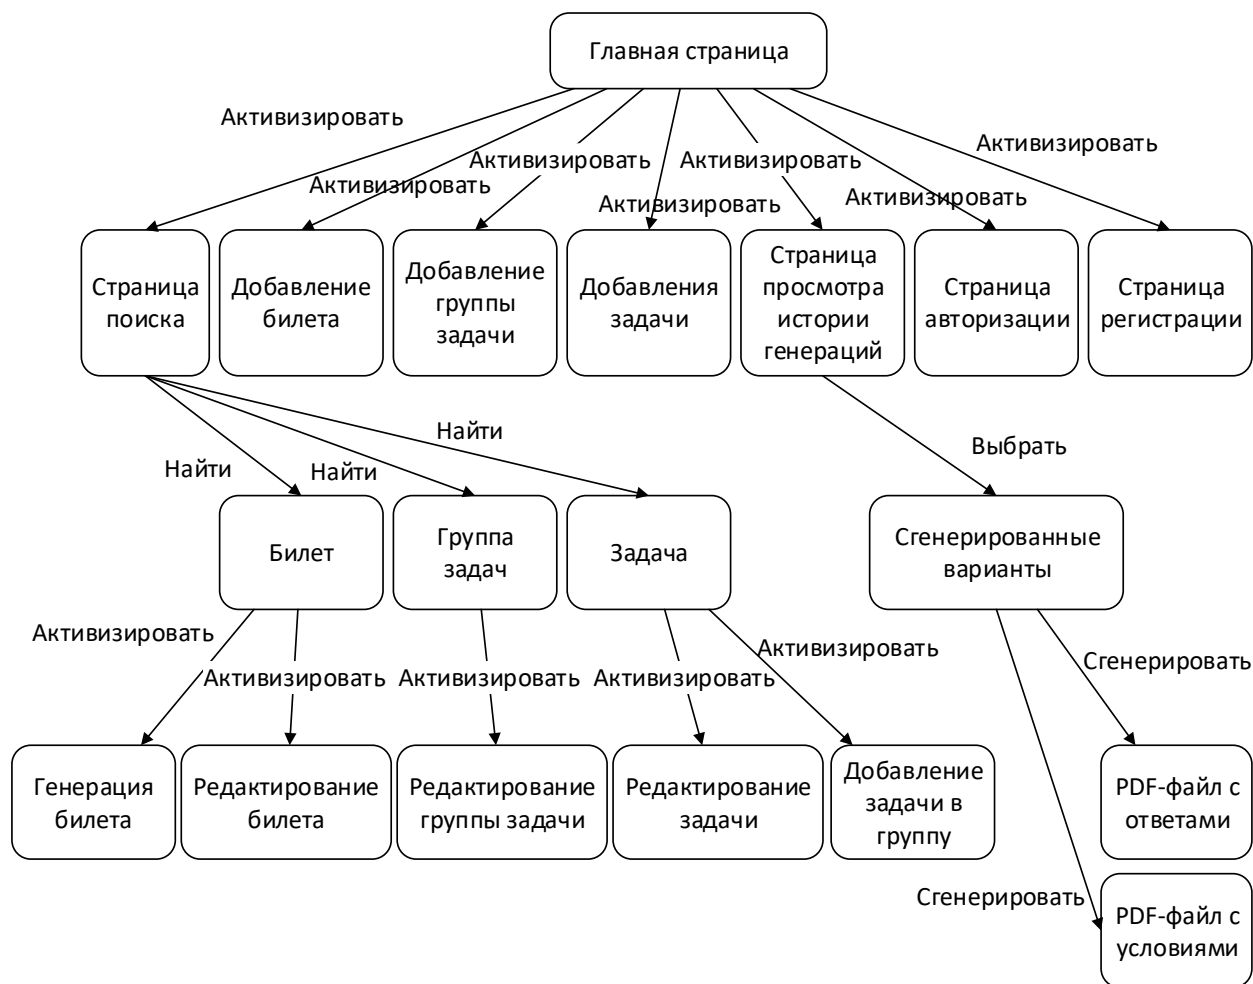 Главная страница
Активизировать
Активизировать
Активизировать
Активизировать
Активизировать
Активизировать
Активизировать
Страница
поиска
Добавление
билета
Добавление
группы
задачи
Добавления
задачи
Страница
просмотра
истории
генераций
Страница
авторизации
Страница
регистрации
Найти
Найти
Найти
Выбрать
Билет
Группа
задач
Задача
Сгенерированные
варианты
Активизировать
Активизировать
Активизировать
Активизировать
Активизировать
Сгенерировать
Генерация
билета
Редактирование
билета
Редактирование
группы задачи
Редактирование
задачи
Добавление
задачи в
группу
PDF-файл с
ответами
Сгенерировать
PDF-файл с
условиями